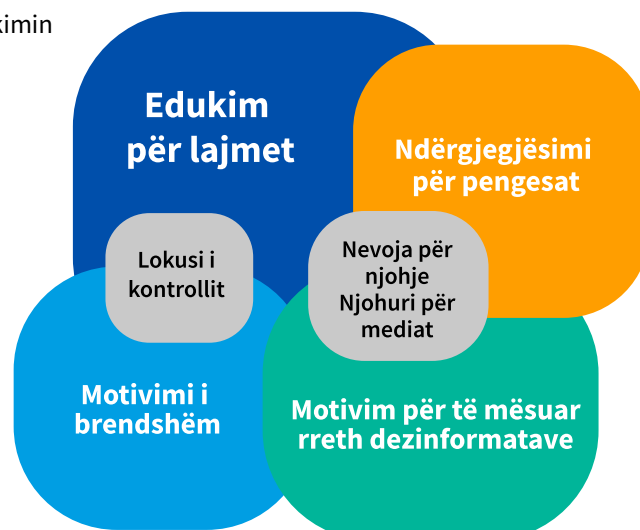 Edukim
për lajmet
Ndërgjegjësimi
për pengesat
Lokusi i
kontrollit
Nevoja për
njohje
Njohuri për
mediat
Motivimi i
brendshëm
Motivim për të mësuar
rreth dezinformatave